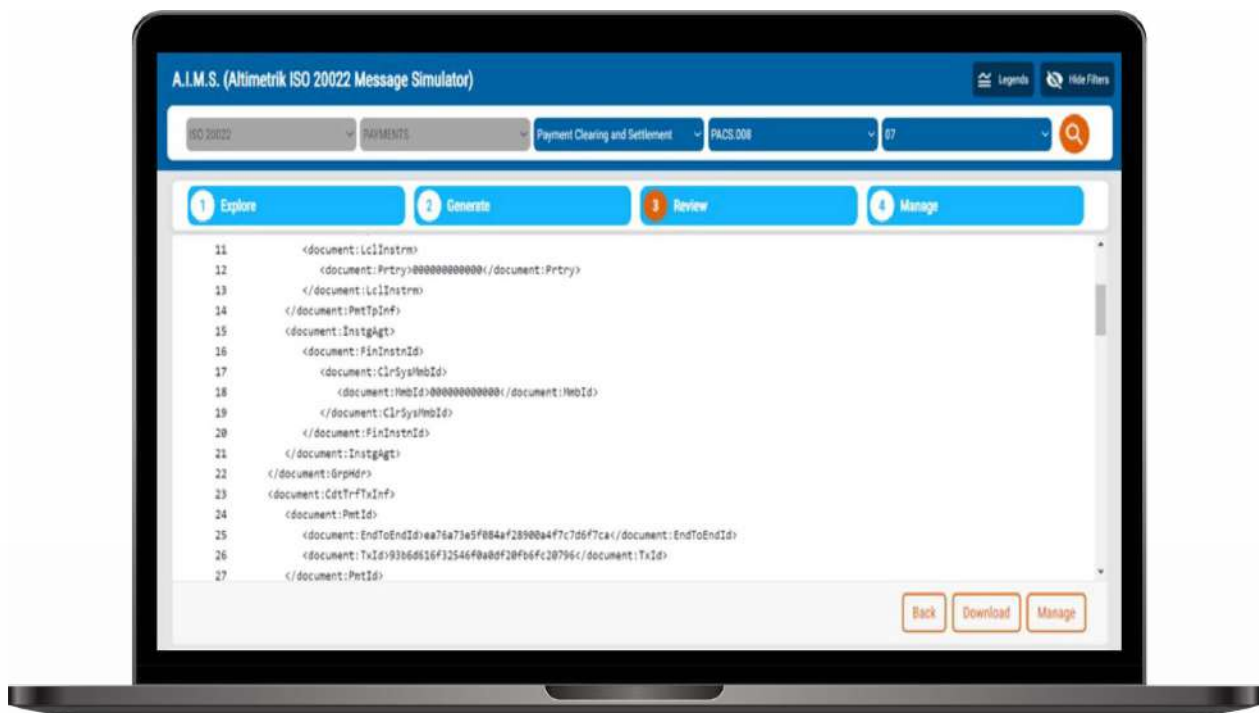 A.I.M.S. (Altimetrik ISO 20022 Message Simulator)
Legends
Hide Filters
ISO 20022
PAYMENTS
Payment Clearing and Settlement
PACS.008
07
1 Explore
2 Generate
3 Review
4 Manage
11 <document:LclInstrm>
12 <document:Prtry>000000000000</document:Prtry>
13 </document:LclInstrm>
14 </document:PmtTpInf>
15 <document:InstgAgt>
16 <document:FinInstnId>
17 <document:ClrSysMmbId>
18 <document:MmbId>000000000000</document:MmbId>
19 </document:ClrSysMmbId>
20 </document:FinInstnId>
21 </document:InstgAgt>
22 </document:GrpHdr>
23 <document:CdtTrfTxInf>
24 <document:PmtId>
25 <document:EndToEndId>ea76a73e5f084af28900a4f7c7d6f7ca</document:EndToEndId>
26 <document:TxId>93b6d616f32546f0a0df20fb6fc20796</document:TxId>
27 </document:PmtId>
Back
Download
Manage